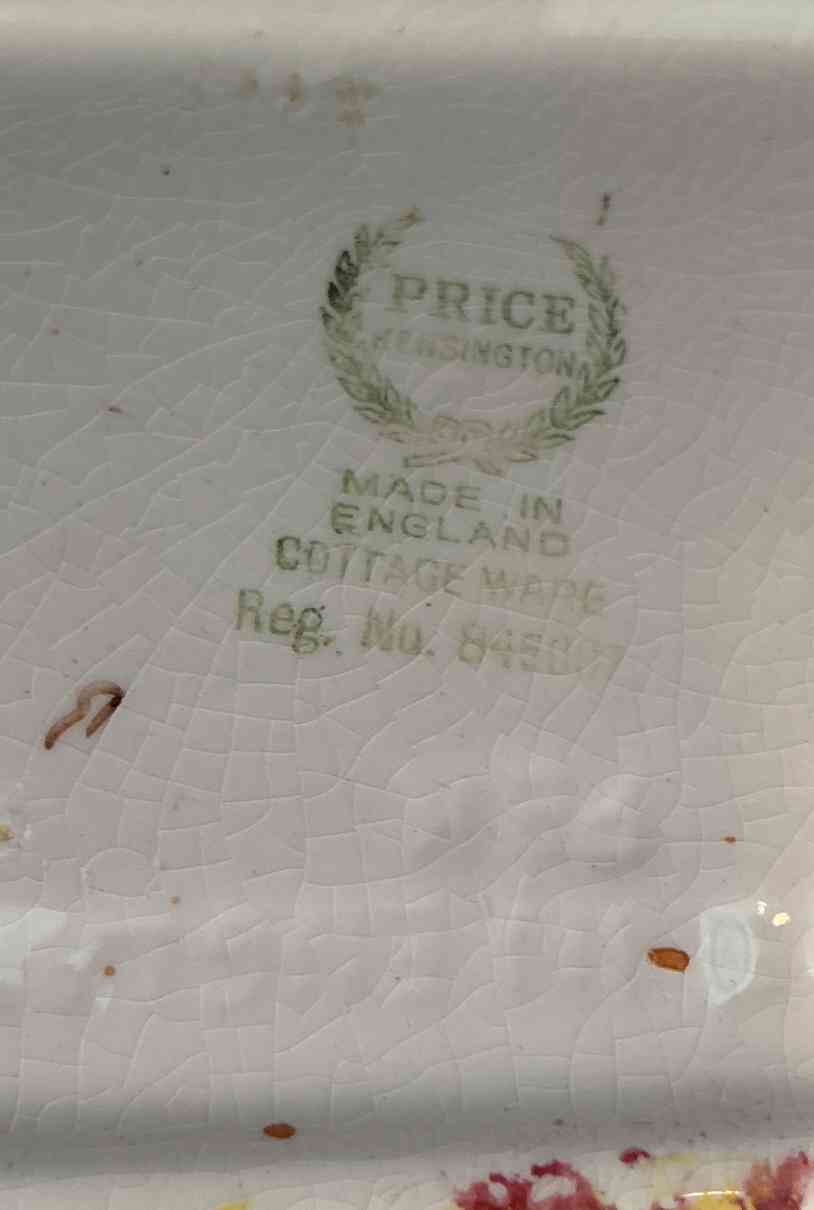 PRICE
KENSINGTON
MADE IN
ENGLAND
COTTAGE WARE
Reg. No.